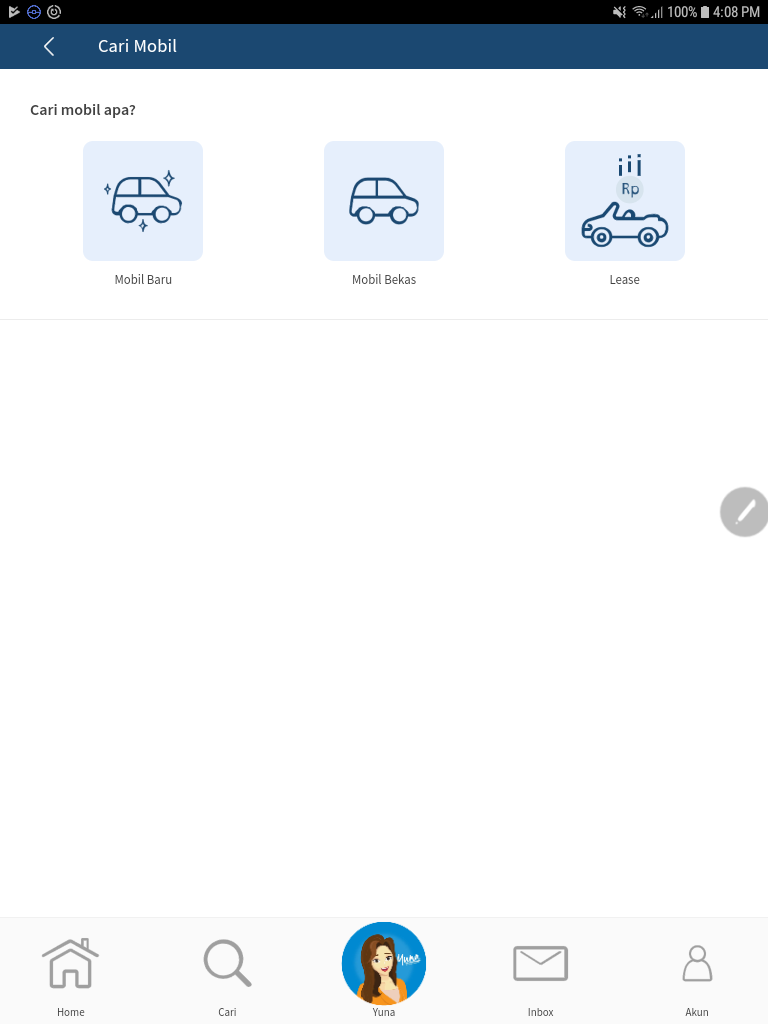 100% 4:08 PM
Cari Mobil
Cari mobil apa?
Rp
Mobil Baru
Mobil Bekas
Lease
Yuna
Home
Cari
Yuna
Inbox
Akun